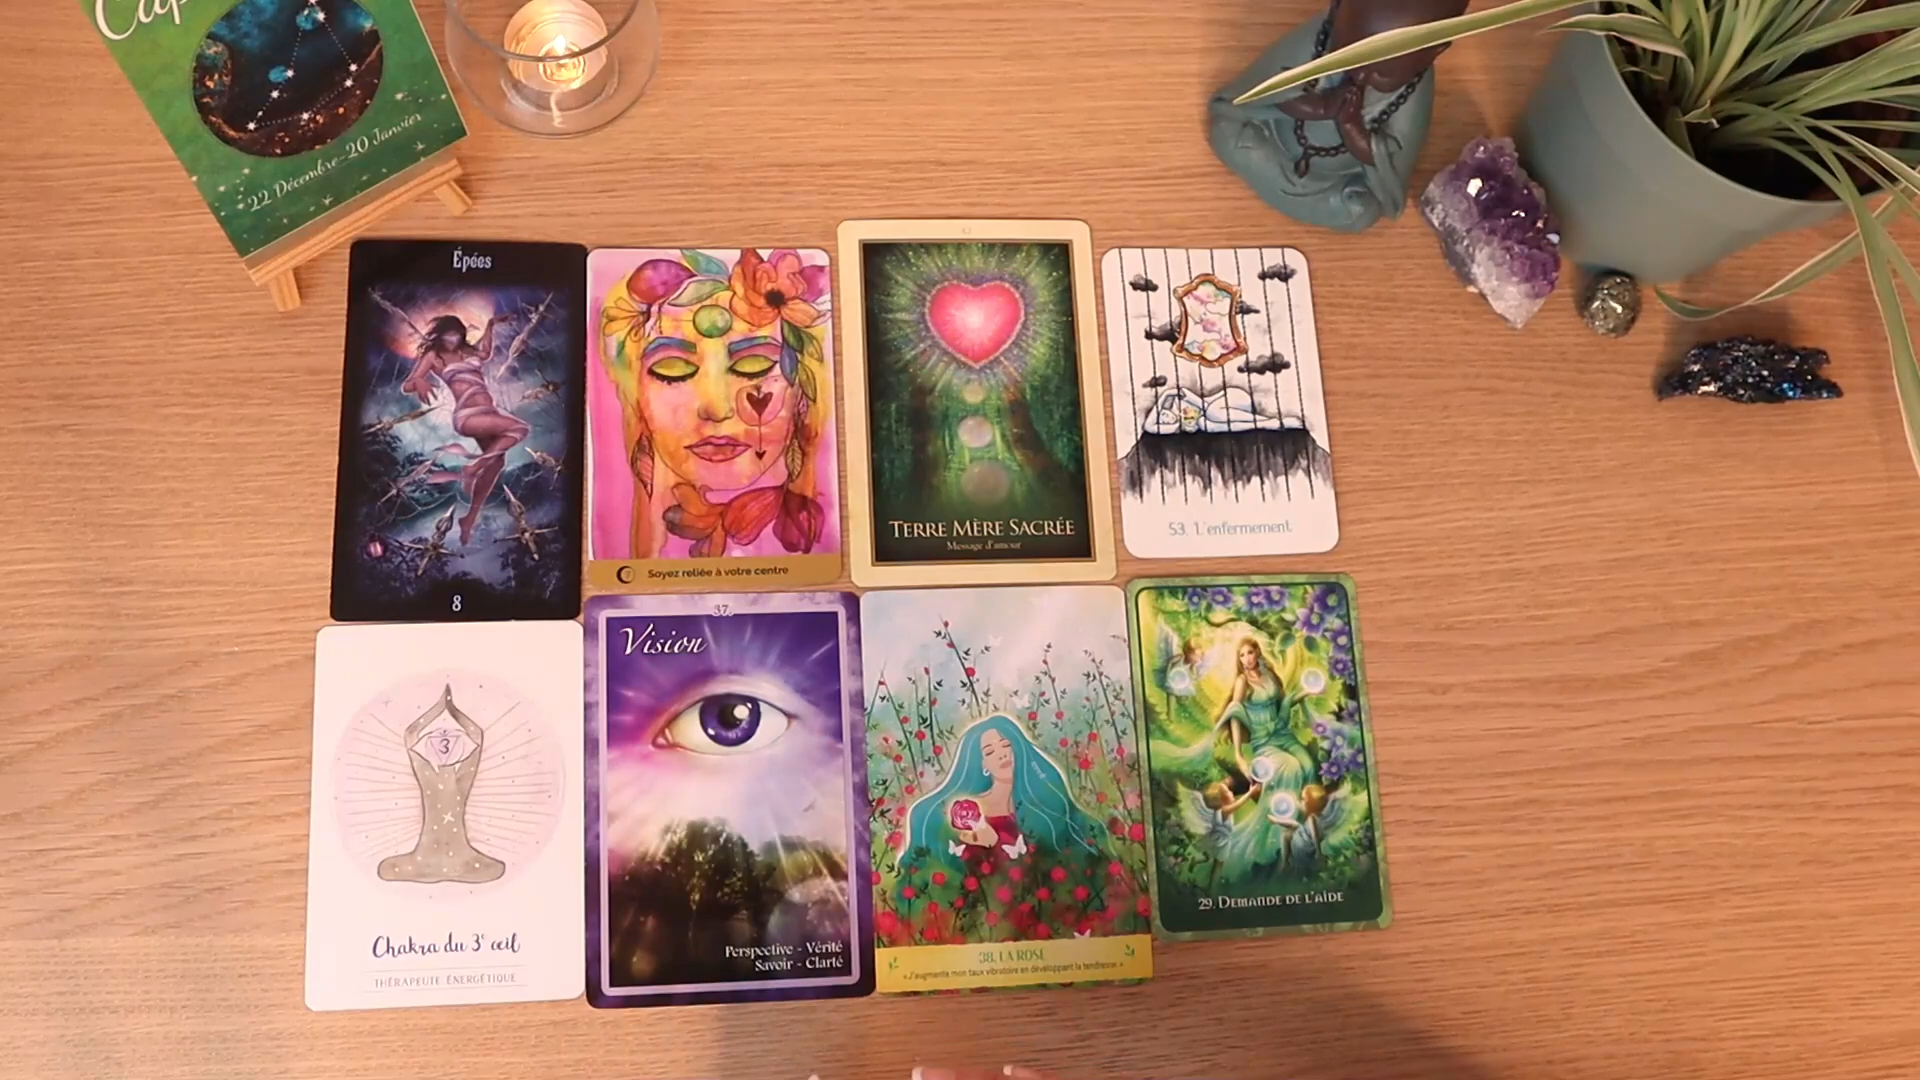 Cap
22 Décembre-20 Janvier
Épées
8
Soyez reliée à votre centre
Terre Mère Sacrée
Message d'amour
53. L'enfermement
3
Chakra du 3e œil
THÉRAPEUTE ÉNERGÉTIQUE
37.
Vision
Perspective - Vérité
Savoir - Clarté
38. LA ROSE
« J'augmente mon taux vibratoire en développant la tendresse. »
29. Demande de l'aide